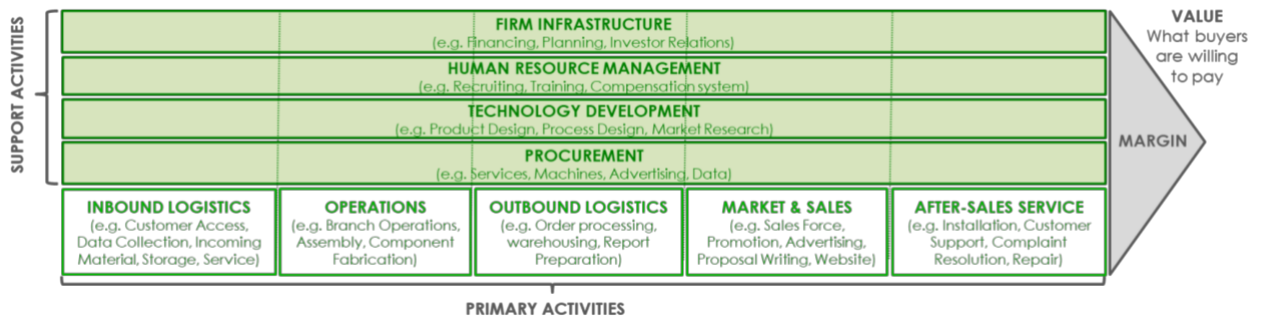 SUPPORT ACTIVITIES
FIRM INFRASTRUCTURE
(e.g. Financing, Planning, Investor Relations)
HUMAN RESOURCE MANAGEMENT
(e.g. Recruiting, Training, Compensation system)
TECHNOLOGY DEVELOPMENT
(e.g. Product Design, Process Design, Market Research)
PROCUREMENT
(e.g. Services, Machines, Advertising, Data)
INBOUND LOGISTICS
(e.g. Customer Access,
Data Collection, Incoming
Material, Storage, Service)
OPERATIONS
(e.g. Branch Operations,
Assembly, Component
Fabrication)
OUTBOUND LOGISTICS
(e.g. Order processing,
warehousing, Report
Preparation)
MARKET & SALES
(e.g. Sales Force,
Promotion, Advertising,
Proposal Writing, Website)
AFTER-SALES SERVICE
(e.g. Installation, Customer
Support, Complaint
Resolution, Repair)
PRIMARY ACTIVITIES
MARGIN
VALUE
What buyers
are willing
to pay